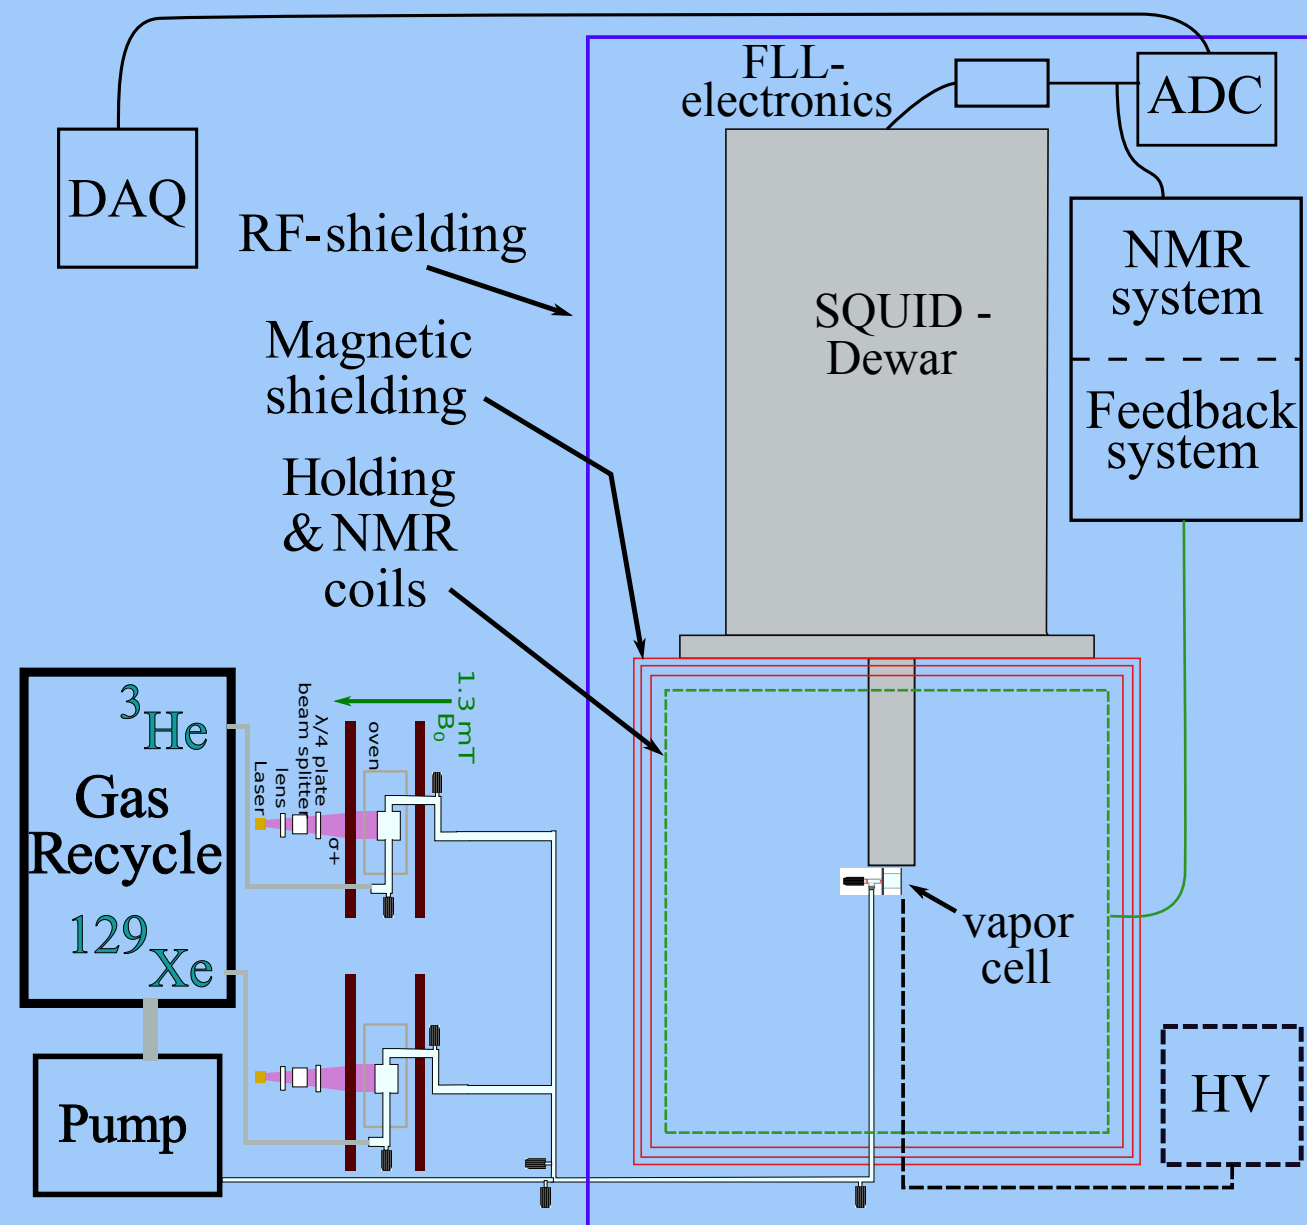 FLL-
electronics
ADC
DAQ
RF-shielding
NMR
system
SQUID -
Dewar
Magnetic
shielding
Feedback
system
Holding
& NMR
coils
1.3 mT
B₀
³He
Gas
Recycle
¹²⁹Xe
Laser
lens
beam splitter
λ/4 plate
σ+
oven
vapor
cell
HV
Pump